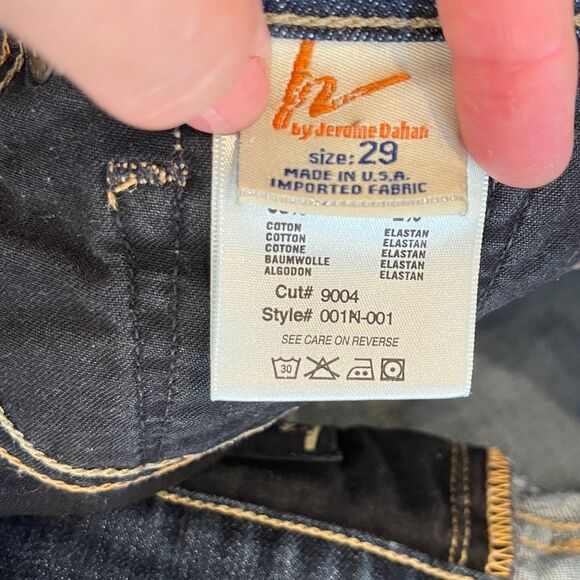 by Jerome Dahan
size: 29
MADE IN U.S.A.
IMPORTED FABRIC
COTON ELASTAN
COTTON ELASTAN
COTONE ELASTAN
BAUMWOLLE ELASTAN
ALGODON ELASTAN
Cut# 9004
Style# 001N-001
SEE CARE ON REVERSE
30